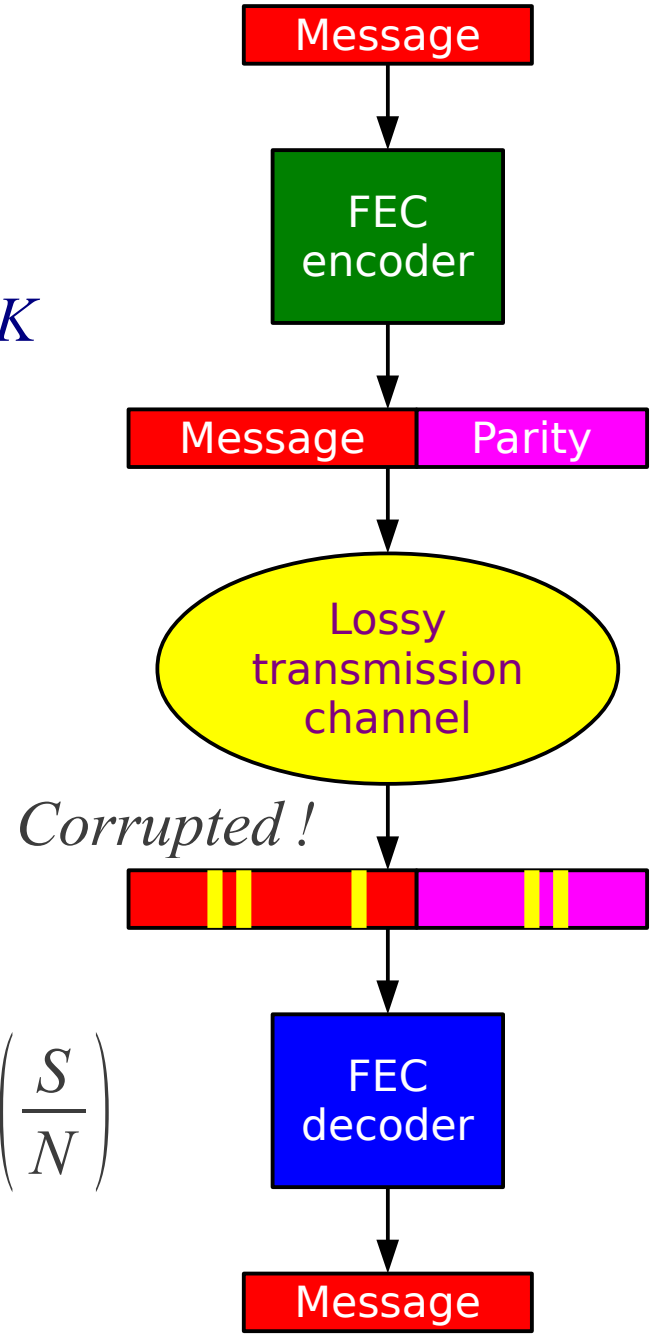 Message
FEC
encoder
K
Message Parity
Lossy
transmission
channel
Corrupted !
(S/N)
FEC
decoder
Message